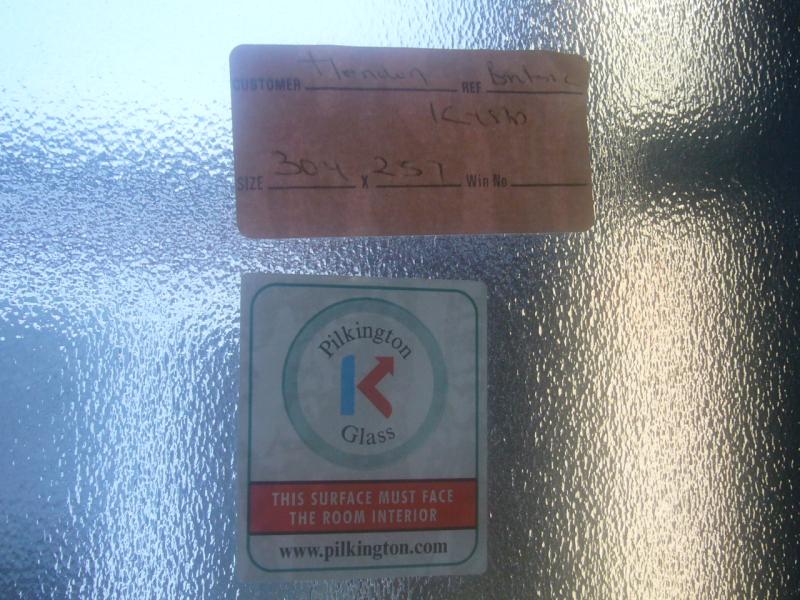 CUSTOMER Hendon REF
SIZE 304 x 257 Win No
Pilkington
K
Glass
THIS SURFACE MUST FACE
THE ROOM INTERIOR
www.pilkington.com